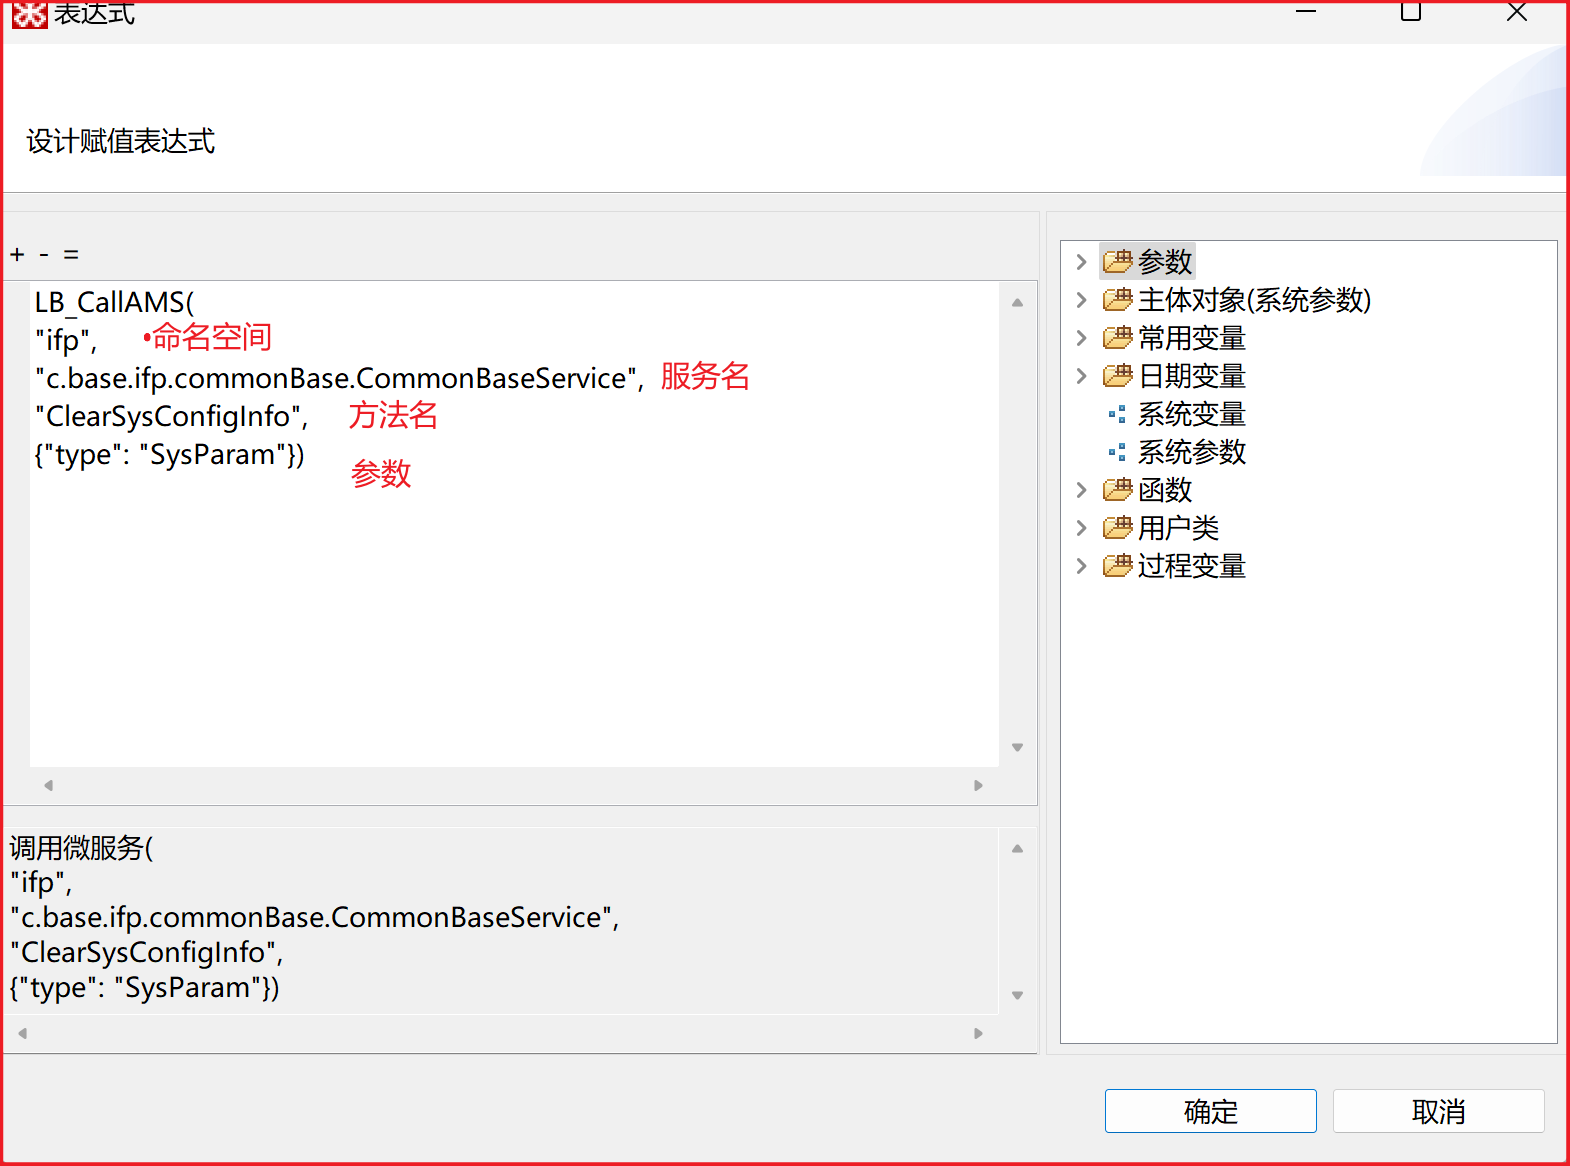 表达式
设计赋值表达式
+ - =
LB_CallAMS(
"ifp", •命名空间
"c.base.ifp.commonBase.CommonBaseService", 服务名
"ClearSysConfigInfo", 方法名
{"type": "SysParam"})
参数
调用微服务(
"ifp",
"c.base.ifp.commonBase.CommonBaseService",
"ClearSysConfigInfo",
{"type": "SysParam"})
参数
主体对象(系统参数)
常用变量
日期变量
系统变量
系统参数
函数
用户类
过程变量
确定
取消